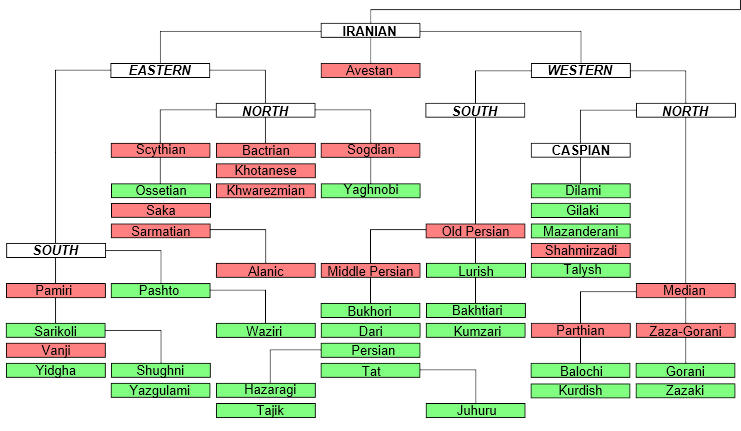 IRANIAN
EASTERN
Avestan
WESTERN
NORTH
SOUTH
NORTH
Scythian
Bactrian
Sogdian
CASPIAN
Khotanese
Ossetian
Khwarezmian
Yaghnobi
Dilami
Saka
Gilaki
Sarmatian
Old Persian
Mazanderani
SOUTH
Shahmirzadi
Alanic
Middle Persian
Lurish
Talysh
Pamiri
Pashto
Median
Bukhori
Bakhtiari
Sarikoli
Waziri
Dari
Kumzari
Parthian
Zaza-Gorani
Vanji
Persian
Yidgha
Shughni
Tat
Balochi
Gorani
Yazgulami
Hazaragi
Kurdish
Zazaki
Tajik
Juhuru